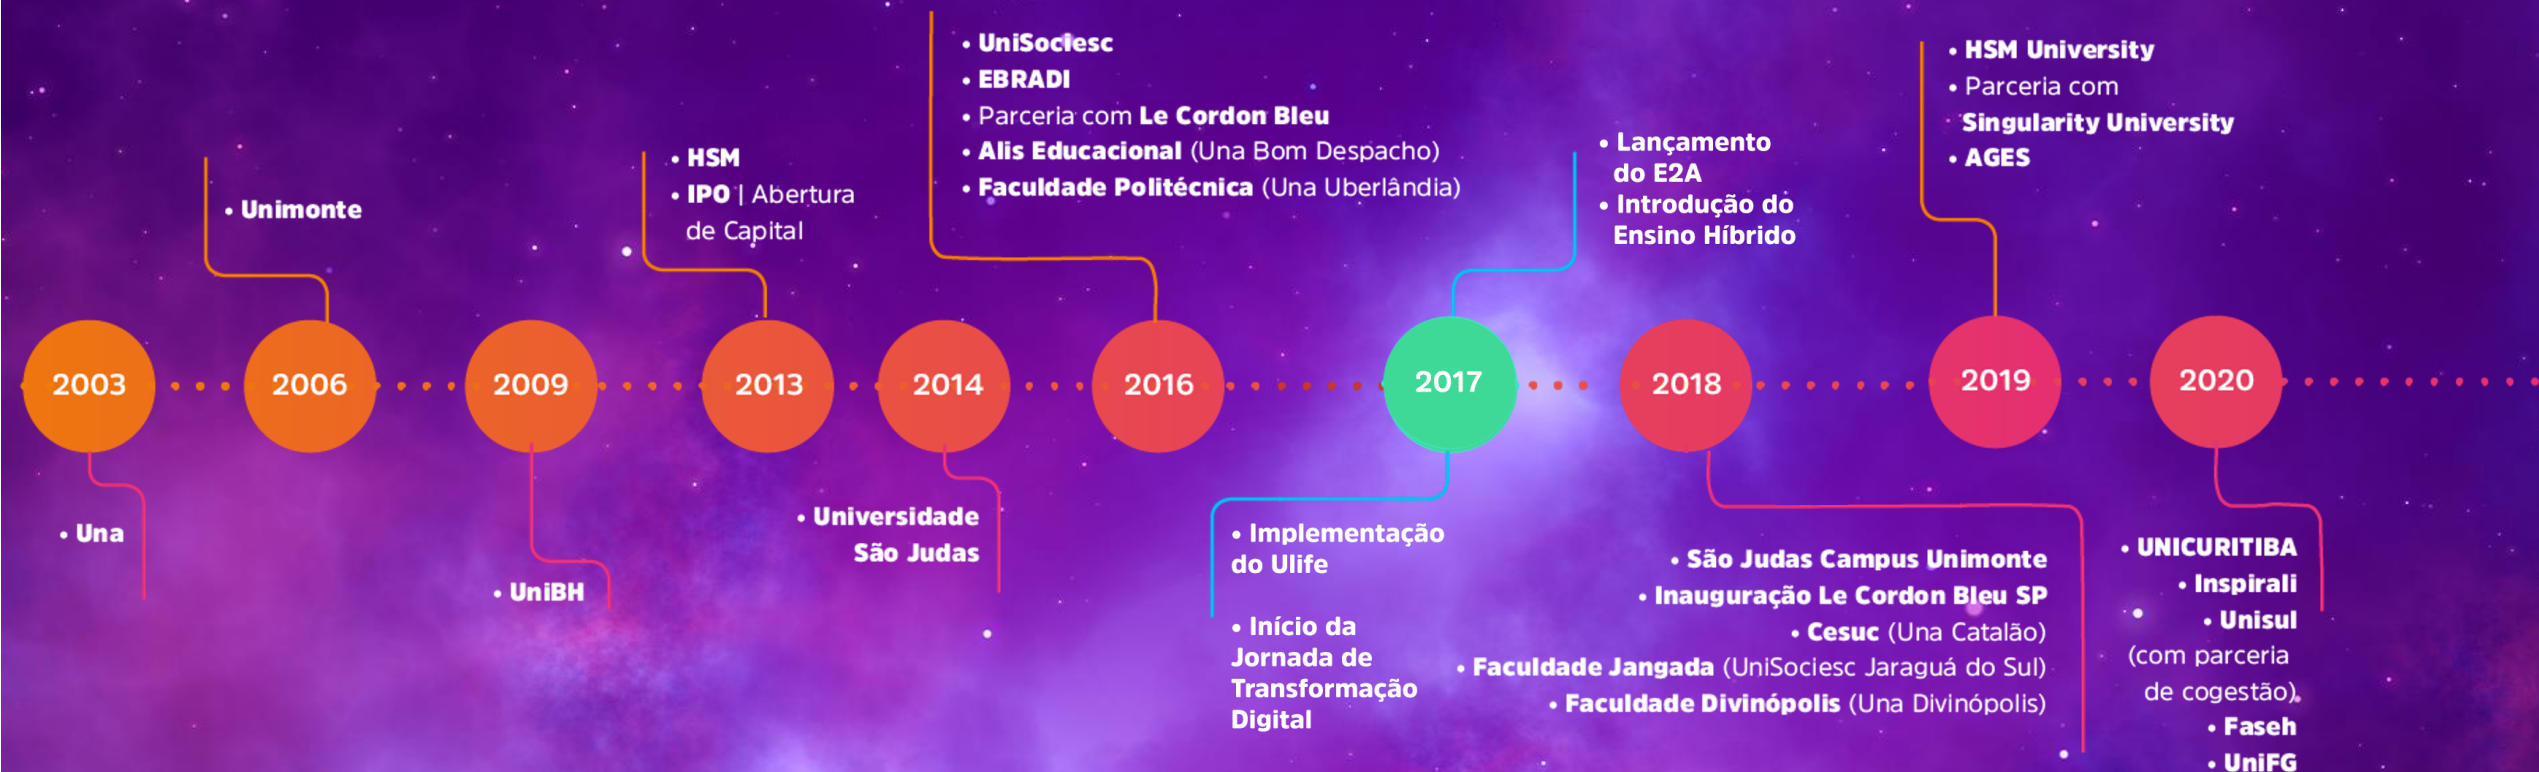 2003
• Una
2006
• Unimonte
2009
• UniBH
2013
• HSM
• IPO | Abertura
de Capital
2014
• Universidade
São Judas
2016
• UniSociesc
• EBRADI
• Parceria com Le Cordon Bleu
• Alis Educacional (Una Bom Despacho)
• Faculdade Politécnica (Una Uberlândia)
2017
• Lançamento
do E2A
• Introdução do
Ensino Híbrido
• Implementação
do Ulife
• Início da
Jornada de
Transformação
Digital
2018
• São Judas Campus Unimonte
• Inauguração Le Cordon Bleu SP
• Cesuc (Una Catalão)
• Faculdade Jangada (UniSociesc Jaraguá do Sul)
• Faculdade Divinópolis (Una Divinópolis)
2019
• HSM University
• Parceria com
Singularity University
• AGES
2020
• UNICURITIBA
• Inspirali
• Unisul
(com parceria
de cogestão)
• Faseh
• UniFG